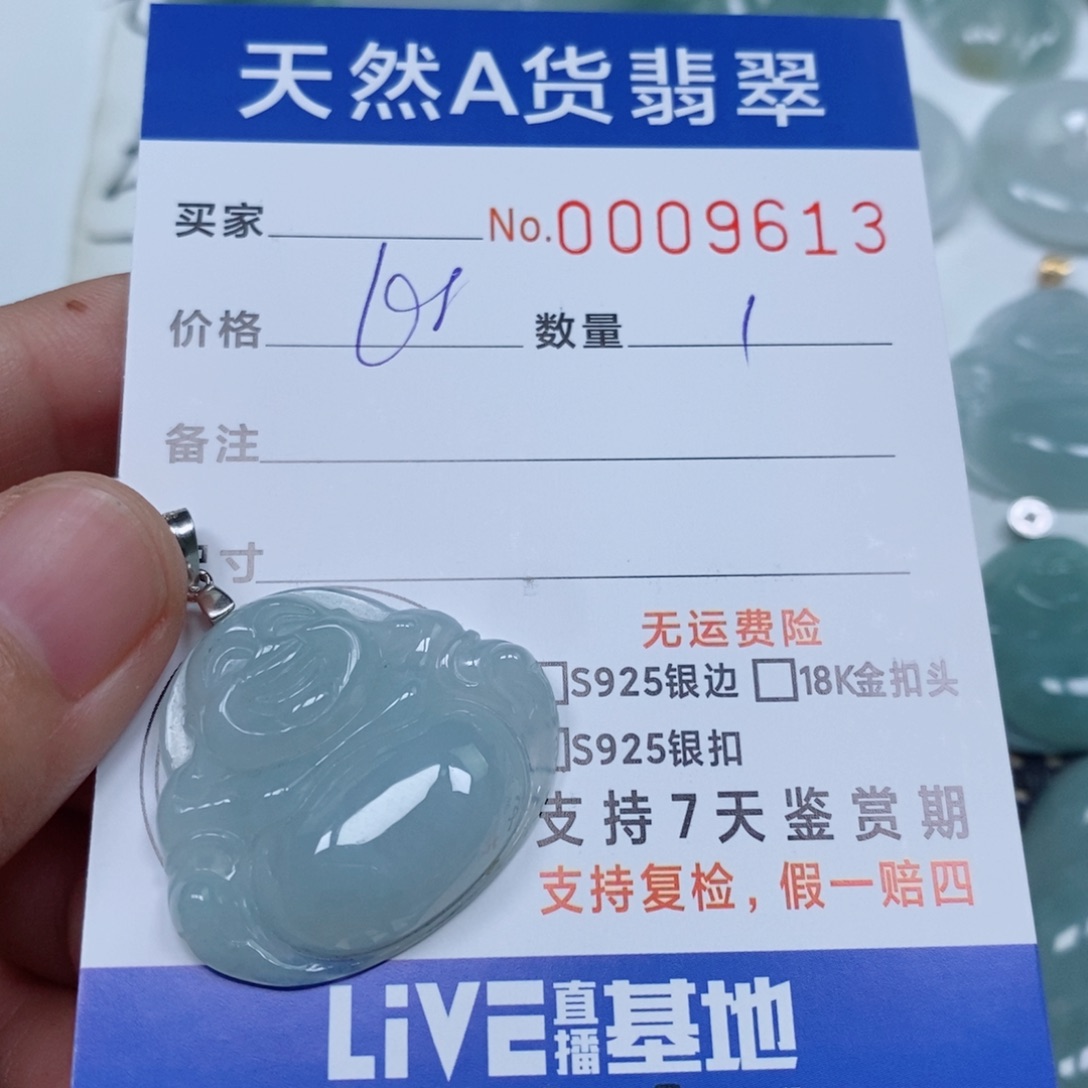 天然A货翡翠
买家 No.0009613
价格 数量 1
备注
寸
无运费险
S925银边 18K金扣头
S925银扣
支持7天鉴赏期
支持复检，假一赔四
LiVE直播基地